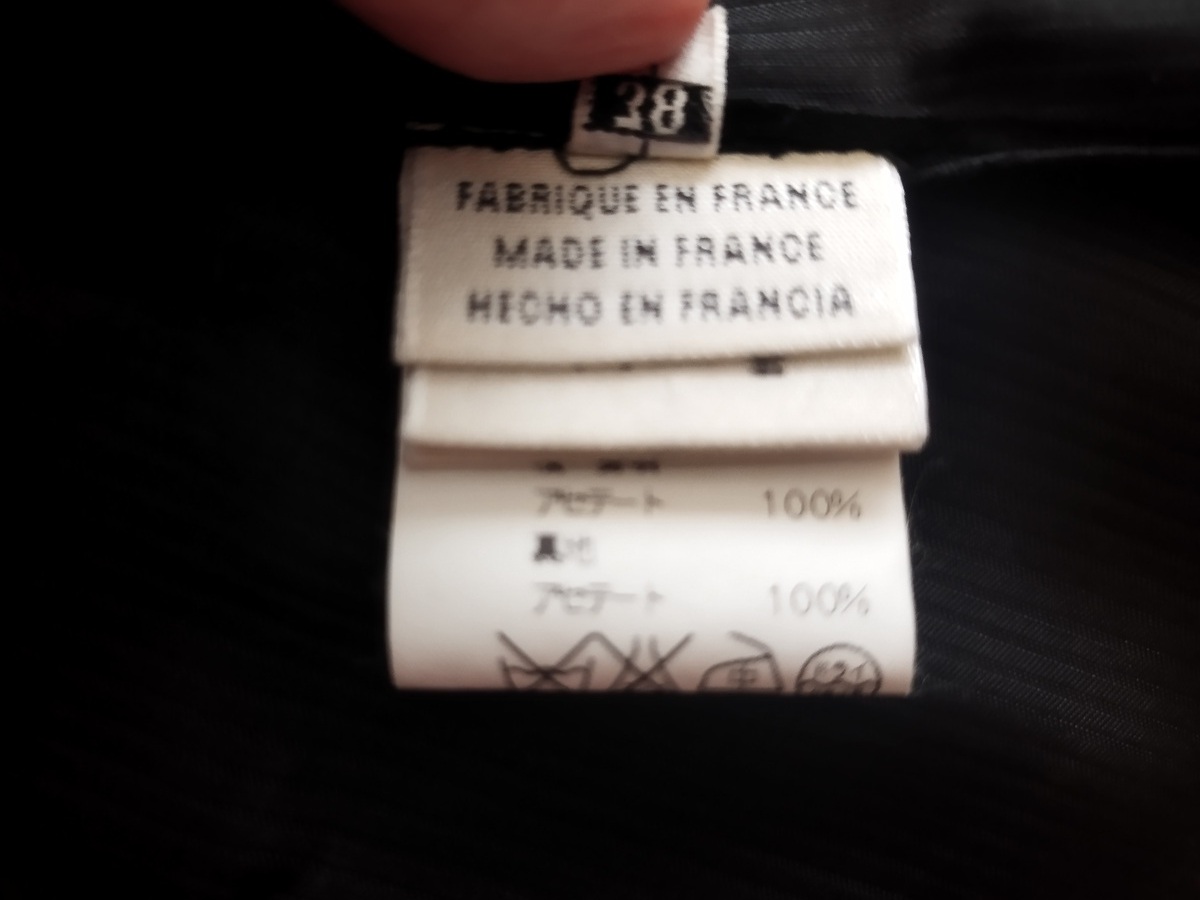 38
FABRIQUE EN FRANCE
MADE IN FRANCE
HECHO EN FRANCIA
アセテート 100%
裏地
アセテート 100%
中